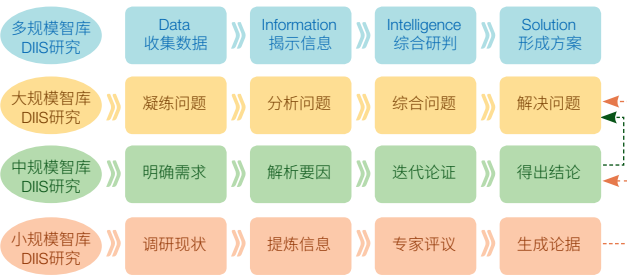 多规模智库
DIIS研究
Data
收集数据
Information
揭示信息
Intelligence
综合研判
Solution
形成方案
大规模智库
DIIS研究
凝练问题
分析问题
综合问题
解决问题
中规模智库
DIIS研究
明确需求
解析要因
迭代论证
得出结论
小规模智库
DIIS研究
调研现状
提炼信息
专家评议
生成论据